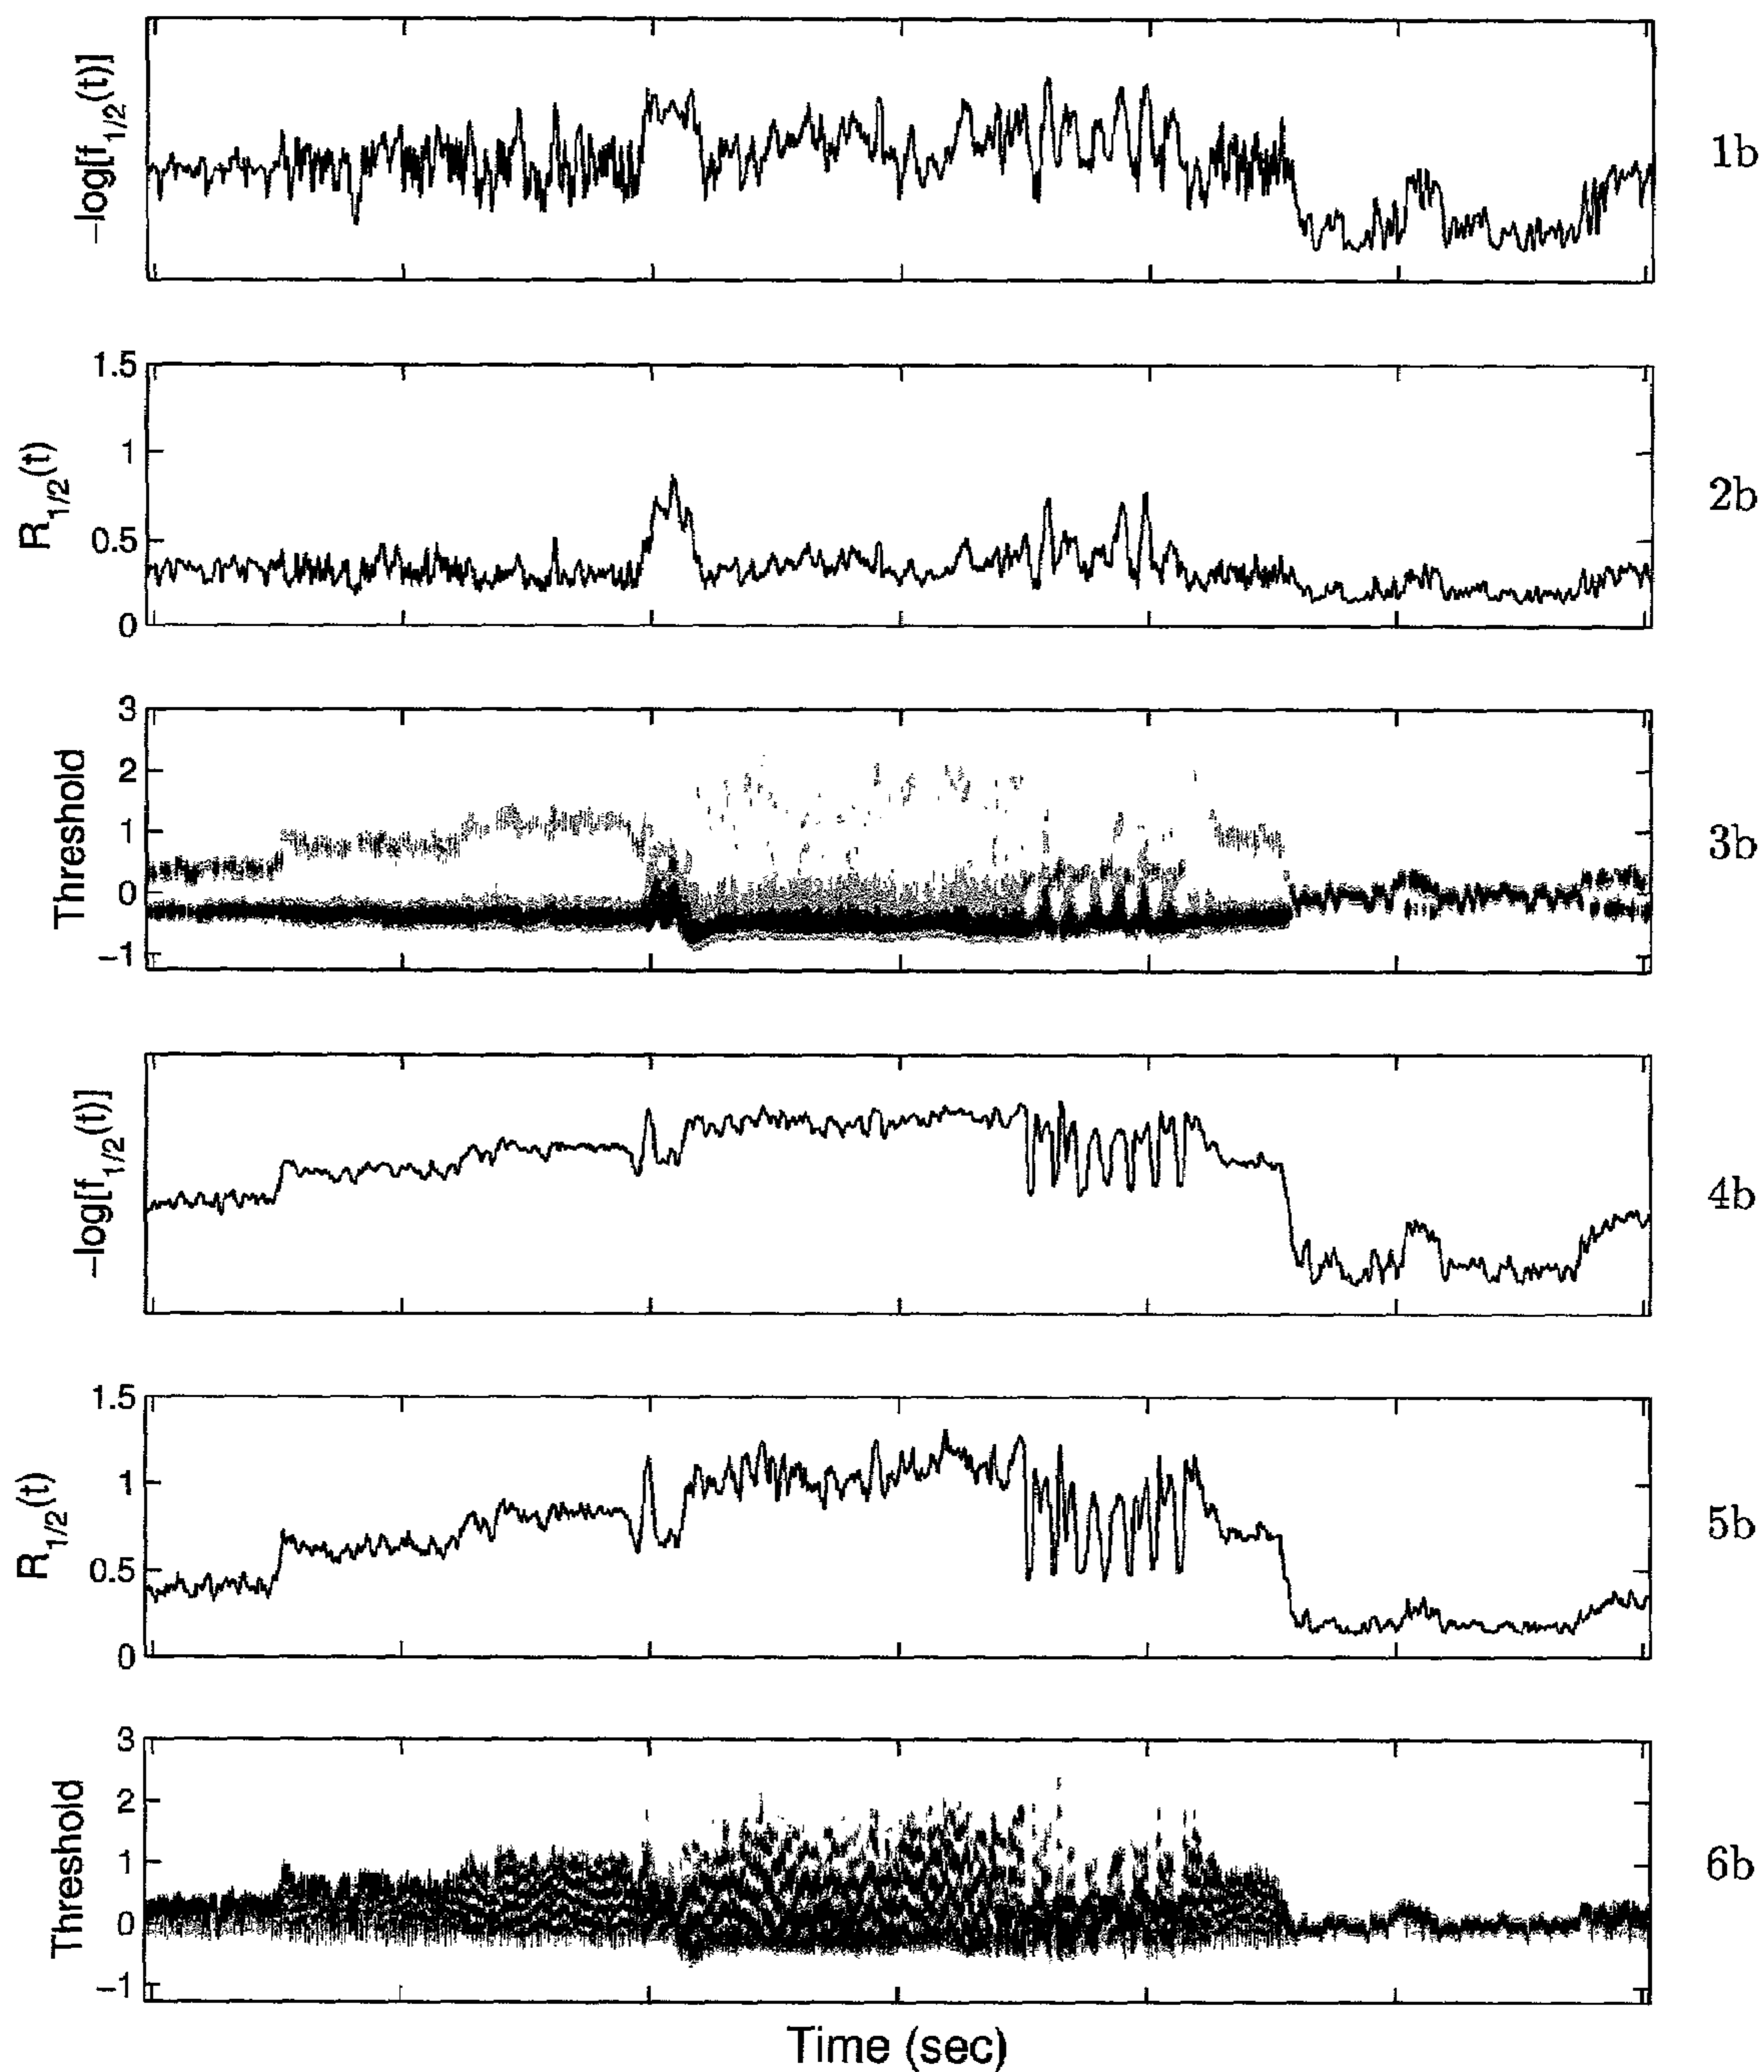 −log[f1/2(t)]
1b
1.5
1
0.5
0
R1/2(t)
2b
3
2
1
0
−1
Threshold
3b
−log[f1/2(t)]
4b
1.5
1
0.5
0
R1/2(t)
5b
3
2
1
0
−1
Threshold
6b
Time (sec)